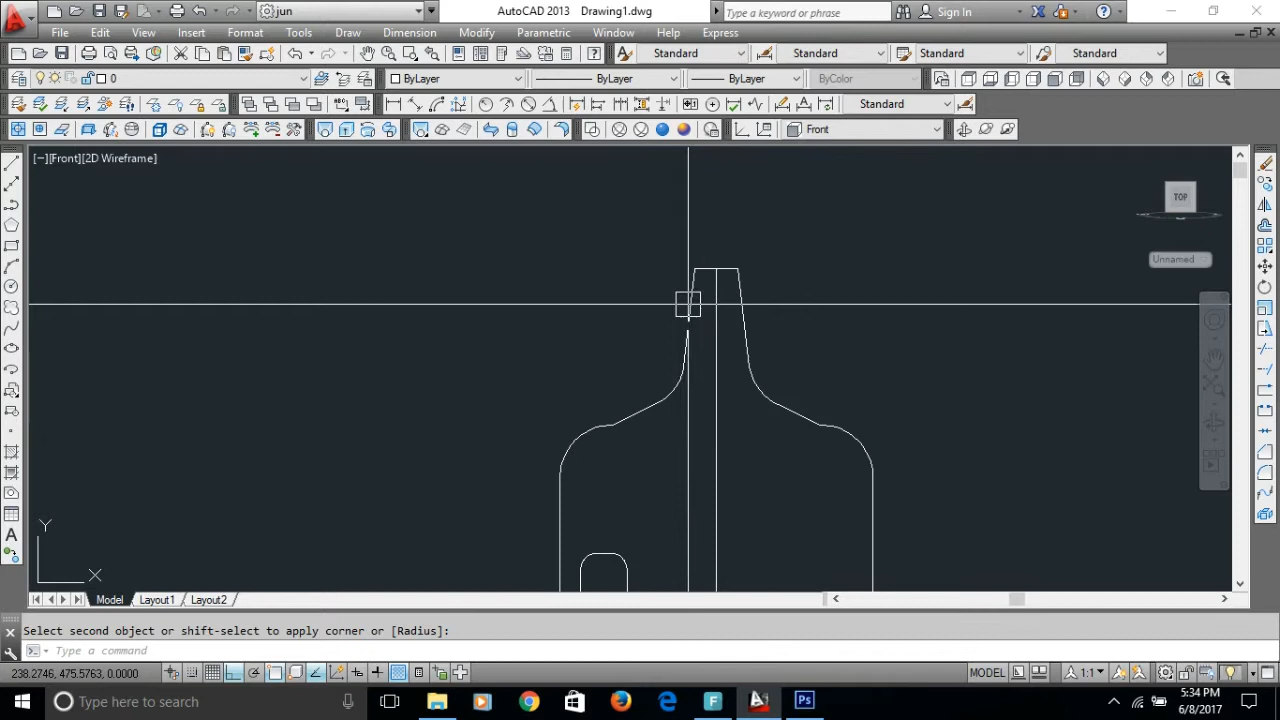 jun
AutoCAD 2013 Drawing1.dwg
Type a keyword or phrase
Sign In
File Edit View Insert Format Tools Draw Dimension Modify Parametric Window Help Express
Standard Standard Standard Standard
0 ByLayer ByLayer ByLayer ByColor
Standard
Front
[−][Front][2D Wireframe]
TOP
Unnamed
Y
X
Model Layout1 Layout2
Select second object or shift-select to apply corner or [Radius]:
Type a command
238.2746, 475.5763, 0.0000
MODEL
1:1
Type here to search
5:34 PM
6/8/2017